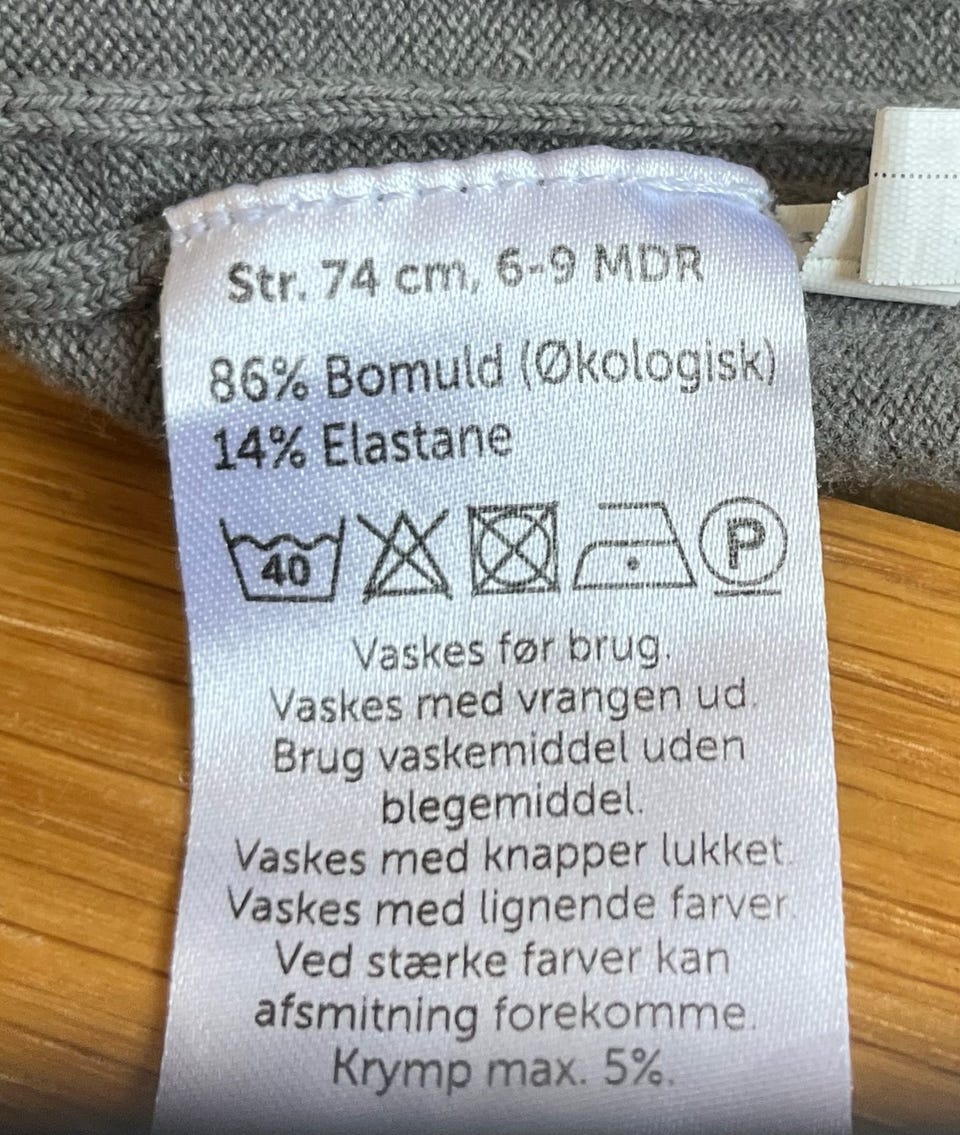 Str. 74 cm, 6-9 MDR
86% Bomuld (Økologisk)
14% Elastane
40 P
Vaskes før brug.
Vaskes med vrangen ud.
Brug vaskemiddel uden
blegemiddel.
Vaskes med knapper lukket.
Vaskes med lignende farver.
Ved stærke farver kan
afsmitning forekomme.
Krymp max. 5%.